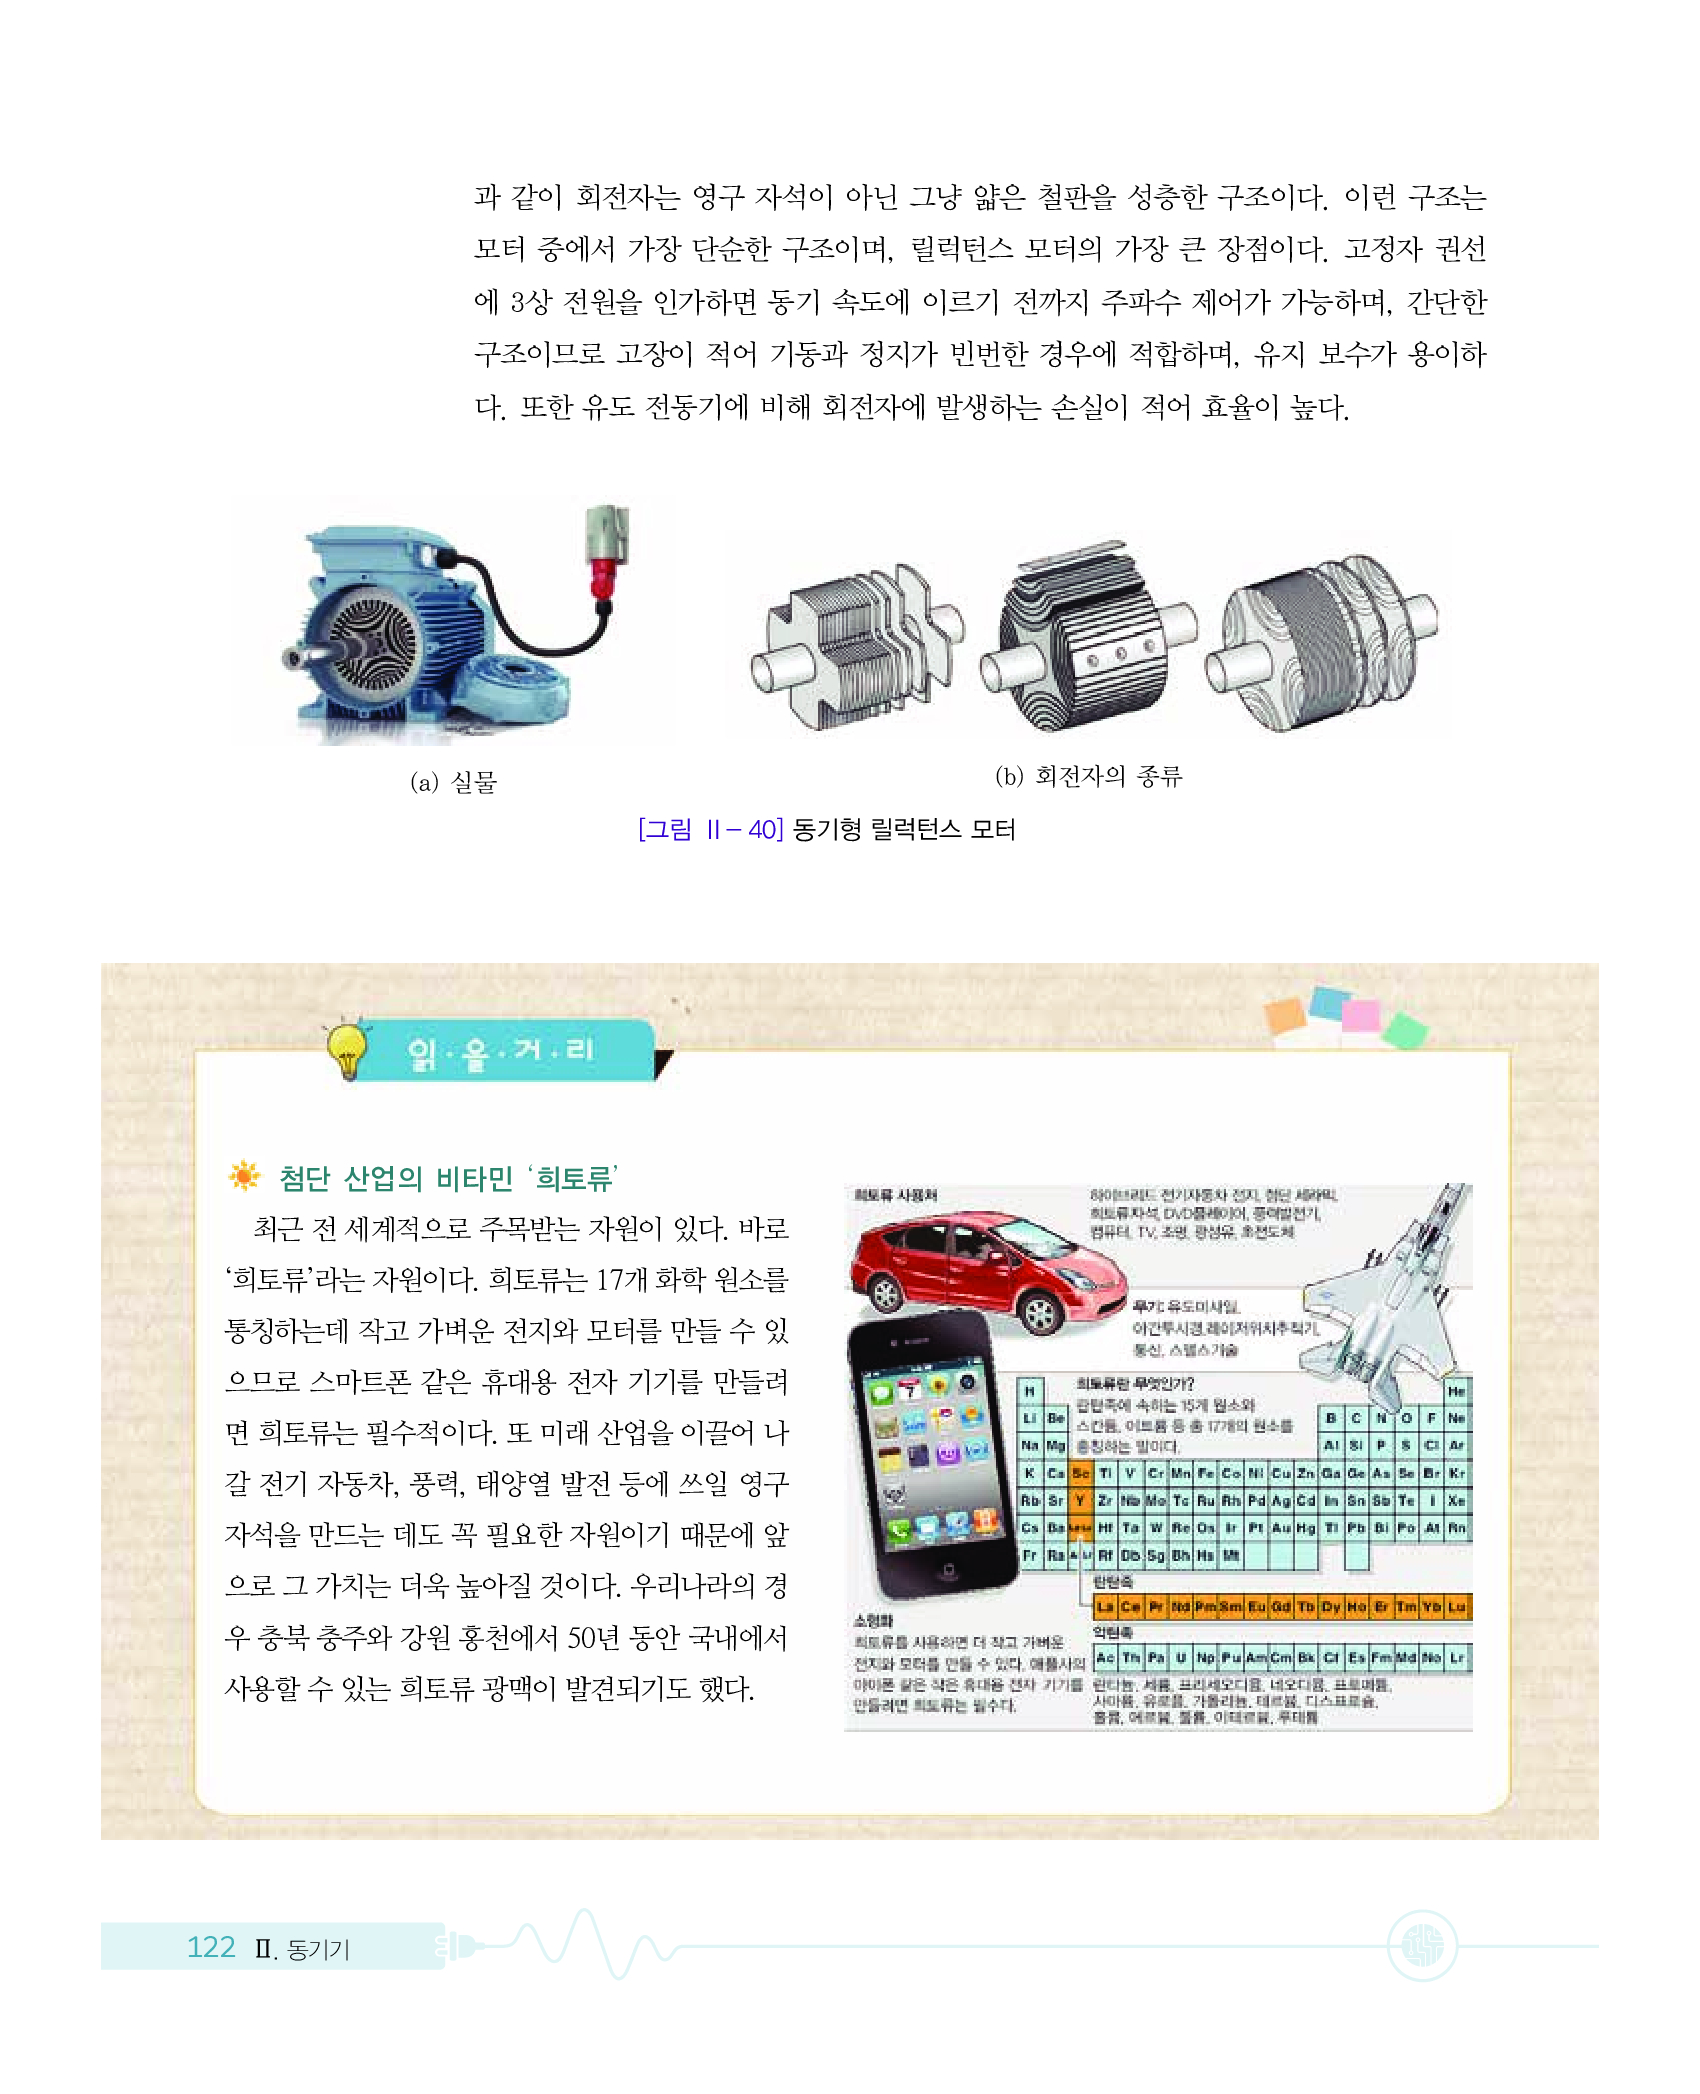 과 같이 회전자는 영구 자석이 아닌 그냥 얇은 철판을 성층한 구조이다. 이런 구조는
모터 중에서 가장 단순한 구조이며, 릴럭턴스 모터의 가장 큰 장점이다. 고정자 권선
에 3상 전원을 인가하면 동기 속도에 이르기 전까지 주파수 제어가 가능하며, 간단한
구조이므로 고장이 적어 기동과 정지가 빈번한 경우에 적합하며, 유지 보수가 용이하
다. 또한 유도 전동기에 비해 회전자에 발생하는 손실이 적어 효율이 높다.
(a) 실물
(b) 회전자의 종류
[그림 Ⅱ- 40] 동기형 릴럭턴스 모터
읽·을·거·리
첨단 산업의 비타민 ‘희토류’
최근 전 세계적으로 주목받는 자원이 있다. 바로
‘희토류’라는 자원이다. 희토류는 17개 화학 원소를
통칭하는데 작고 가벼운 전지와 모터를 만들 수 있
으므로 스마트폰 같은 휴대용 전자 기기를 만들려
면 희토류는 필수적이다. 또 미래 산업을 이끌어 나
갈 전기 자동차, 풍력, 태양열 발전 등에 쓰일 영구
자석을 만드는 데도 꼭 필요한 자원이기 때문에 앞
으로 그 가치는 더욱 높아질 것이다. 우리나라의 경
우 충북 충주와 강원 홍천에서 50년 동안 국내에서
사용할 수 있는 희토류 광맥이 발견되기도 했다.
희토류 사용처
하이브리드 전기자동차 전지, 첨단 세라믹,
희토류자석, DVD플레이어, 풍력발전기,
컴퓨터, TV, 조명, 광섬유, 초전도체
무기: 유도미사일,
야간투시경,레이저위치추적기,
통신, 스텔스기술
희토류란 무엇인가?
란탄족에 속하는 15개 원소와
스칸듐, 이트륨 등 총 17개의 원소를
총칭하는 말이다.
H He
Li Be B C N O F Ne
Na Mg Al Si P S Cl Ar
K Ca Sc Ti V Cr Mn Fe Co Ni Cu Zn Ga Ge As Se Br Kr
Rb Sr Y Zr Nb Mo Tc Ru Rh Pd Ag Cd In Sn Sb Te I Xe
Cs Ba Hf Ta W Re Os Ir Pt Au Hg Tl Pb Bi Po At Rn
Fr Ra Rf Db Sg Bh Hs Mt
란탄족
La Ce Pr Nd Pm Sm Eu Gd Tb Dy Ho Er Tm Yb Lu
악탄족
Ac Th Pa U Np Pu Am Cm Bk Cf Es Fm Md No Lr
란타늄, 세륨, 프라세오디뮴, 네오디뮴, 프로메튬,
사마륨, 유로퓸, 가돌리늄, 테르븀, 디스프로슘,
홀뮴, 에르븀, 툴륨, 이테르븀, 루테튬
소형화
희토류를 사용하면 더 작고 가벼운
전지와 모터를 만들 수 있다. 애플사의
아이폰 같은 작은 휴대용 전자 기기를
만들려면 희토류는 필수다.
122 Ⅱ. 동기기